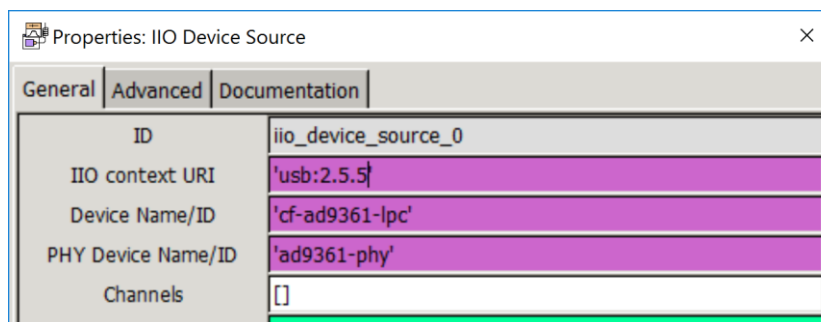 Properties: IIO Device Source
General Advanced Documentation
ID iio_device_source_0
IIO context URI 'usb:2.5.5'
Device Name/ID 'cf-ad9361-lpc'
PHY Device Name/ID 'ad9361-phy'
Channels []